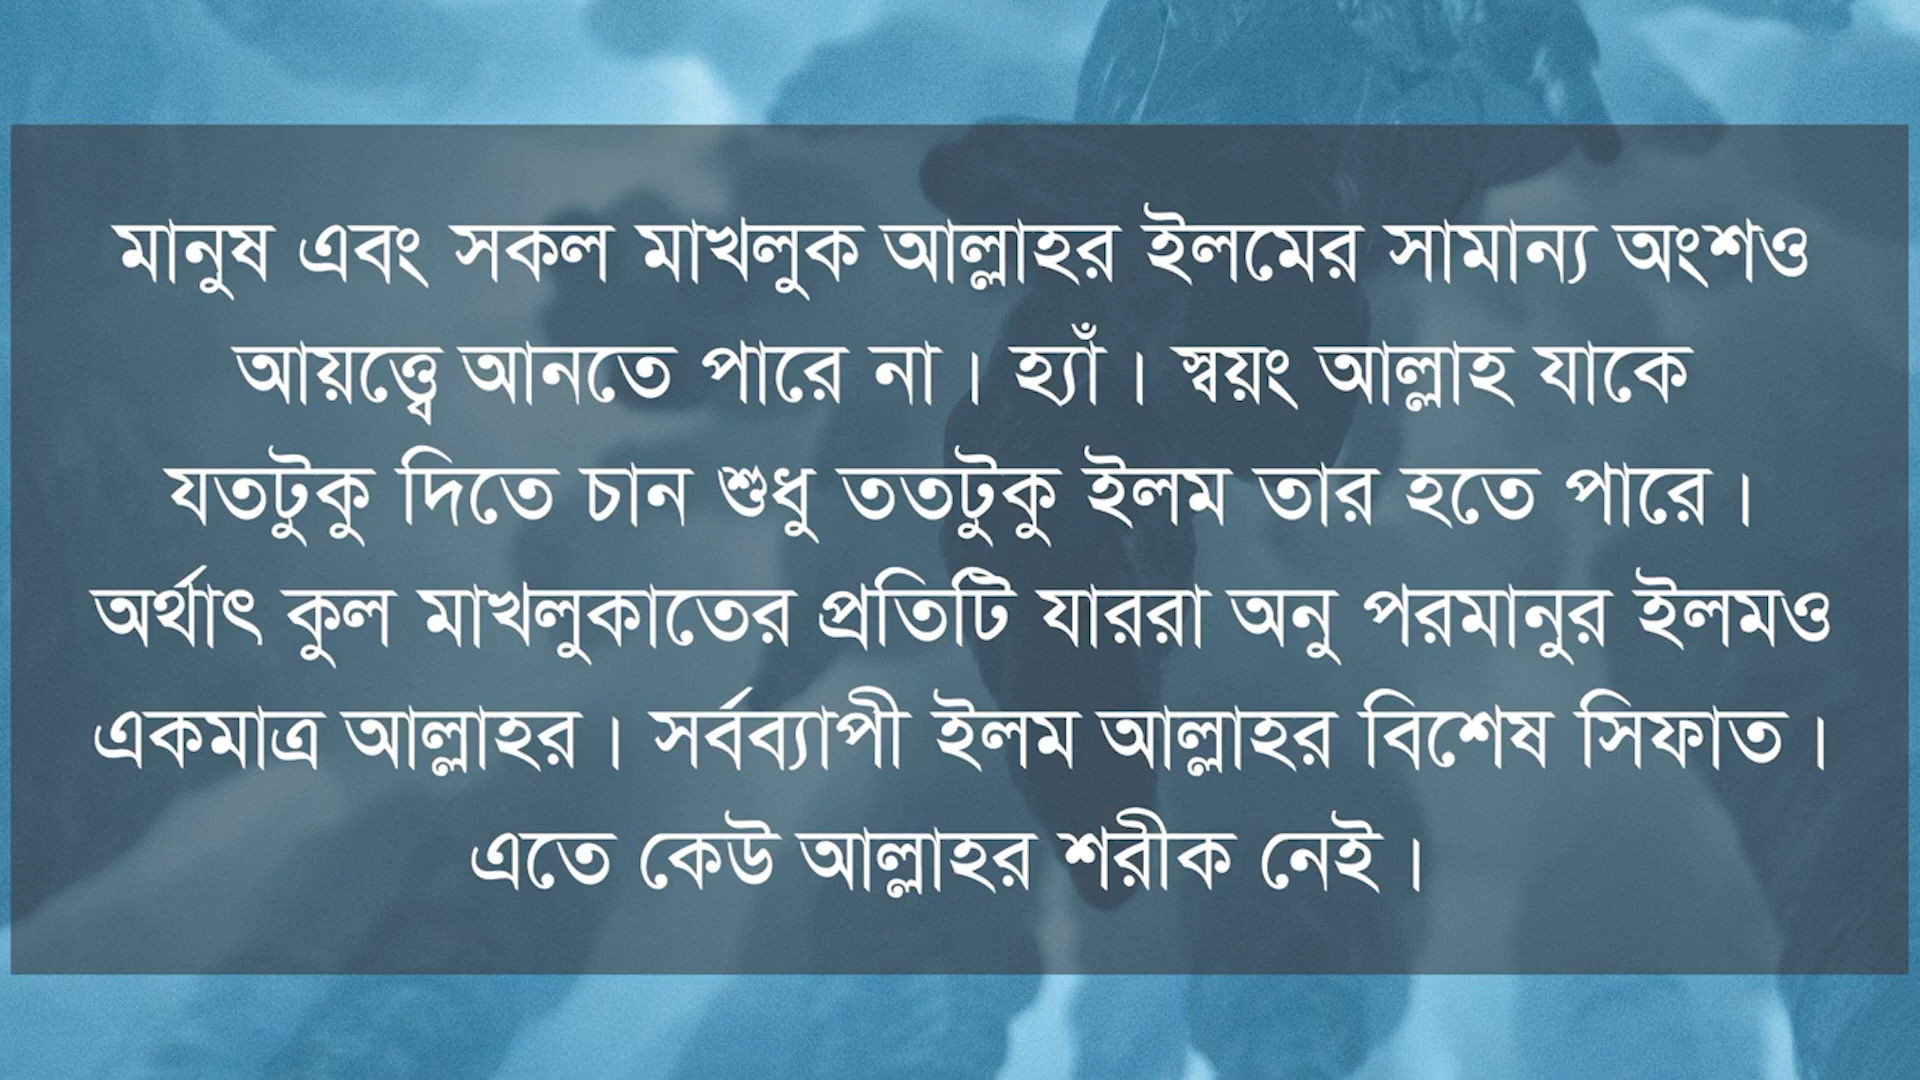 মানুষ এবং সকল মাখলুক আল্লাহর ইলমের সামান্য অংশও
আয়ত্ত্বে আনতে পারে না। হ্যাঁ। স্বয়ং আল্লাহ যাকে
যতটুকু দিতে চান শুধু ততটুকু ইলম তার হতে পারে।
অর্থাৎ কুল মাখলুকাতের প্রতিটি যাররা অনু পরমানুর ইলমও
একমাত্র আল্লাহর। সর্বব্যাপী ইলম আল্লাহর বিশেষ সিফাত।
এতে কেউ আল্লাহর শরীক নেই।